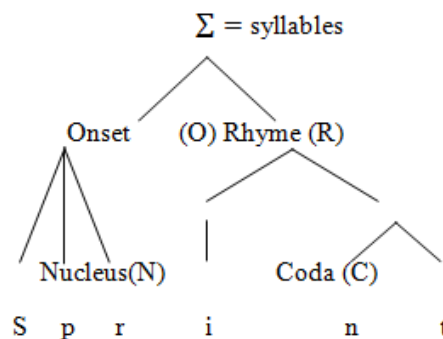 Σ = syllables
Onset (O) Rhyme (R)
Nucleus(N) Coda (C)
S p r i n t